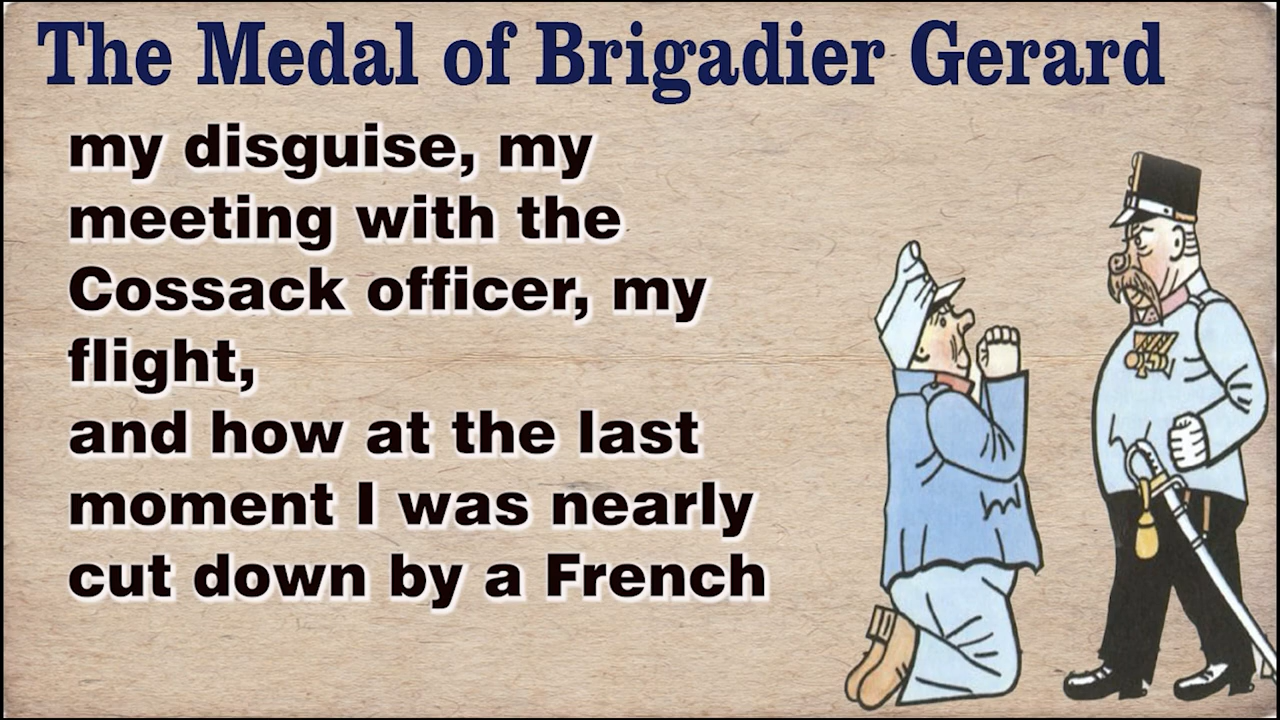 The Medal of Brigadier Gerard
my disguise, my
meeting with the
Cossack officer, my
flight,
and how at the last
moment I was nearly
cut down by a French